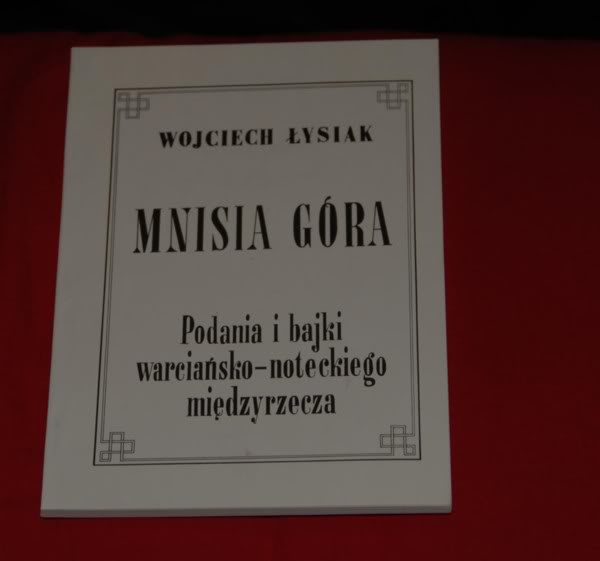 WOJCIECH ŁYSIAK
MNISIA GÓRA
Podania i bajki
warciańsko-noteckiego
międzyrzecza